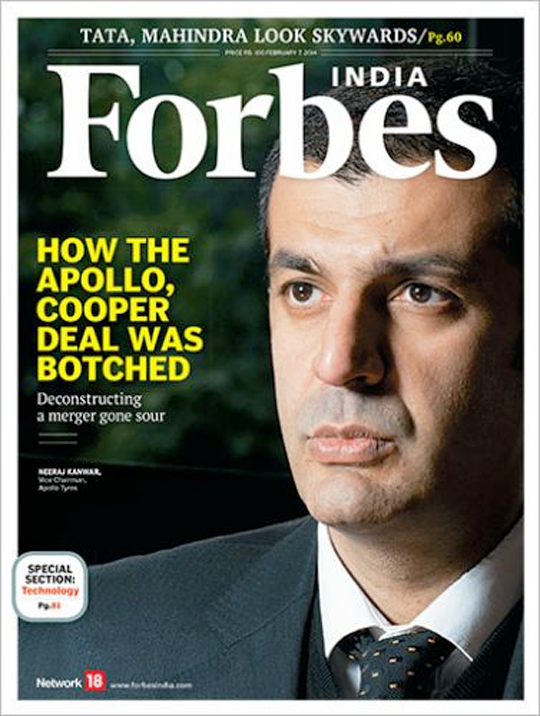 TATA, MAHINDRA LOOK SKYWARDS/Pg.60
PRICE RS. 100 FEBRUARY 7, 2014
INDIA
Forbes
HOW THE
APOLLO,
COOPER
DEAL WAS
BOTCHED
Deconstructing
a merger gone sour
NEERAJ KANWAR,
Vice Chairman,
Apollo Tyres
SPECIAL
SECTION:
Technology
Network 18 www.forbesindia.com